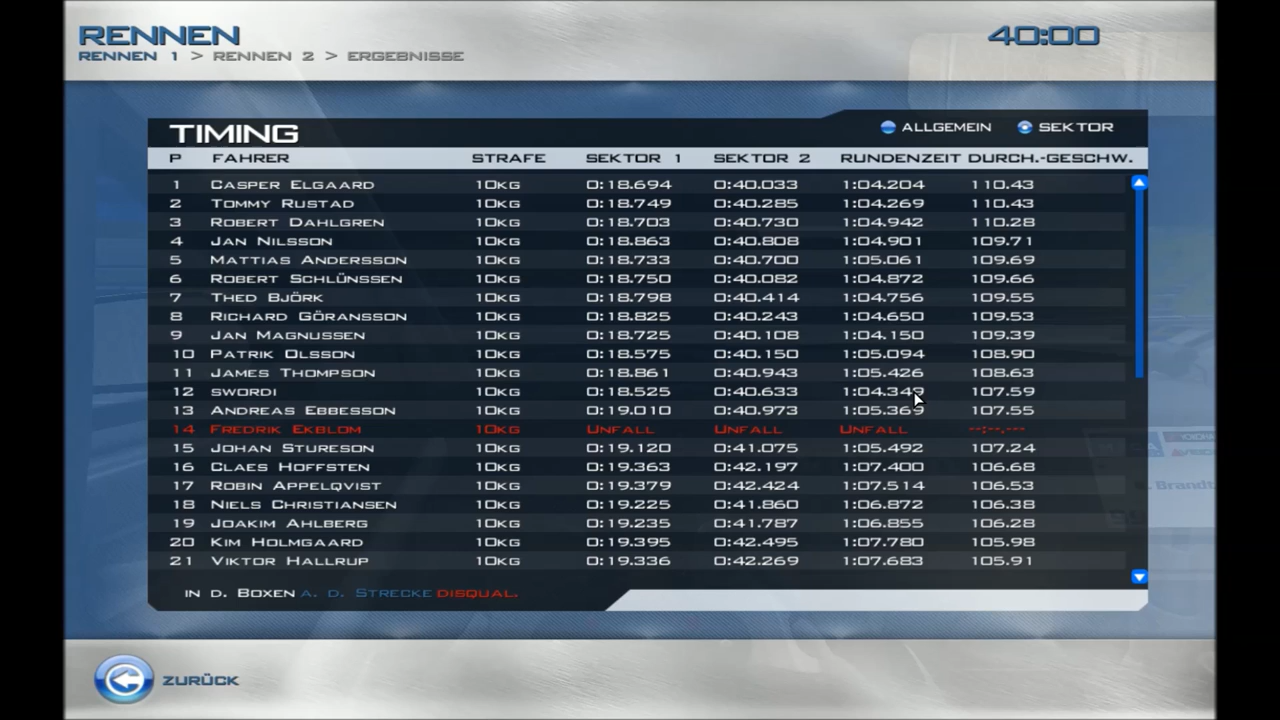 RENNEN
40:00
RENNEN 1 > RENNEN 2 > ERGEBNISSE
TIMING
ALLGEMEIN SEKTOR
P FAHRER STRAFE SEKTOR 1 SEKTOR 2 RUNDENZEIT DURCH.-GESCHW.
1 CASPER ELGAARD 10KG 0:18.694 0:40.033 1:04.204 110.43
2 TOMMY RUSTAD 10KG 0:18.749 0:40.285 1:04.269 110.43
3 ROBERT DAHLGREN 10KG 0:18.703 0:40.730 1:04.942 110.28
4 JAN NILSSON 10KG 0:18.863 0:40.808 1:04.901 109.71
5 MATTIAS ANDERSSON 10KG 0:18.733 0:40.700 1:05.061 109.69
6 ROBERT SCHLÜNSSEN 10KG 0:18.750 0:40.082 1:04.872 109.66
7 THED BJÖRK 10KG 0:18.798 0:40.414 1:04.756 109.55
8 RICHARD GÖRANSSON 10KG 0:18.825 0:40.243 1:04.650 109.53
9 JAN MAGNUSSEN 10KG 0:18.725 0:40.108 1:04.150 109.39
10 PATRIK OLSSON 10KG 0:18.575 0:40.150 1:05.094 108.90
11 JAMES THOMPSON 10KG 0:18.861 0:40.943 1:05.426 108.63
12 SWORDI 10KG 0:18.525 0:40.633 1:04.349 107.59
13 ANDREAS EBBESSON 10KG 0:19.010 0:40.973 1:05.369 107.55
14 FREDRIK EKBLOM 10KG UNFALL UNFALL UNFALL --:--.---
15 JOHAN STURESON 10KG 0:19.120 0:41.075 1:05.492 107.24
16 CLAES HOFFSTEN 10KG 0:19.363 0:42.197 1:07.400 106.68
17 ROBIN APPELQVIST 10KG 0:19.379 0:42.424 1:07.514 106.53
18 NIELS CHRISTIANSEN 10KG 0:19.225 0:41.860 1:06.872 106.38
19 JOAKIM AHLBERG 10KG 0:19.235 0:41.787 1:06.855 106.28
20 KIM HOLMGAARD 10KG 0:19.395 0:42.495 1:07.780 105.98
21 VIKTOR HALLRUP 10KG 0:19.336 0:42.269 1:07.683 105.91
IN D. BOXEN A. D. STRECKE DISQUAL.
Brandt
ZURÜCK